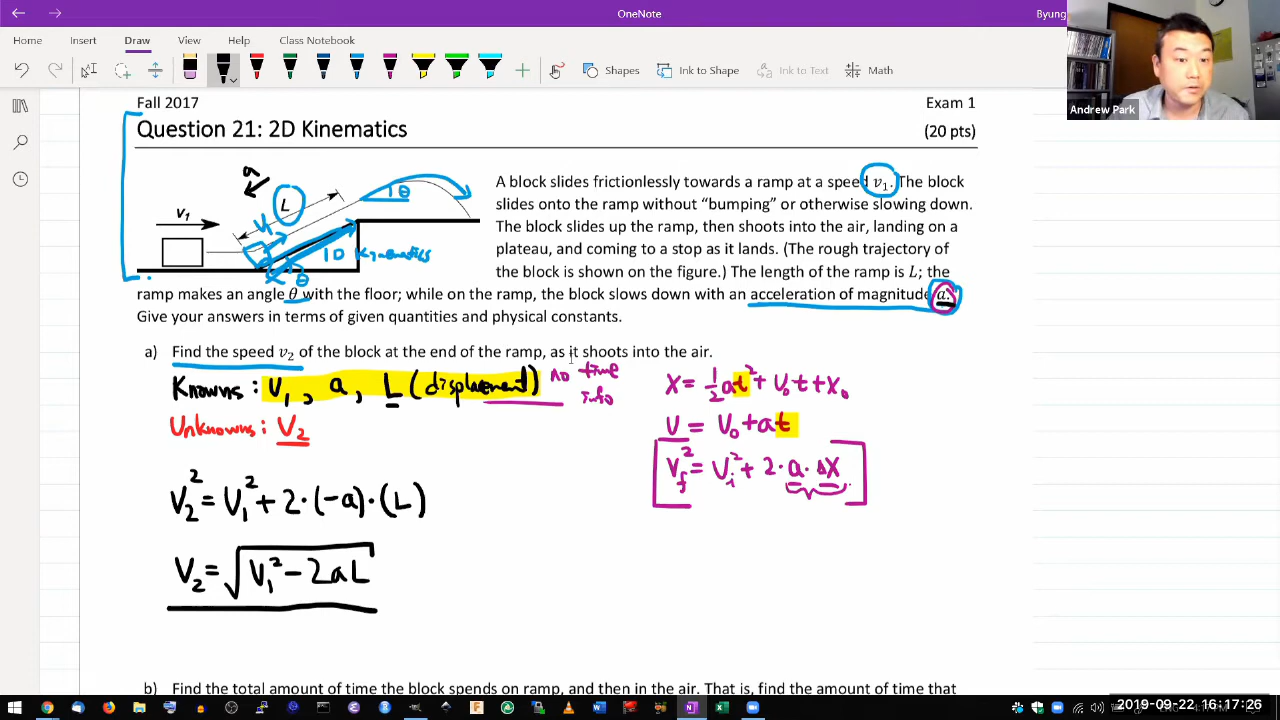 OneNote
Byung
Home Insert Draw View Help Class Notebook
Shapes Ink to Shape Ink to Text Math
Andrew Park
Fall 2017 Exam 1
Question 21: 2D Kinematics (20 pts)
a
L
θ
v₁
V₁
1D Kinematics
θ
A block slides frictionlessly towards a ramp at a speed v₁. The block
slides onto the ramp without “bumping” or otherwise slowing down.
The block slides up the ramp, then shoots into the air, landing on a
plateau, and coming to a stop as it lands. (The rough trajectory of
the block is shown on the figure.) The length of the ramp is L; the
ramp makes an angle θ with the floor; while on the ramp, the block slows down with an acceleration of magnitude a.
Give your answers in terms of given quantities and physical constants.
a) Find the speed v₂ of the block at the end of the ramp, as it shoots into the air.
Knowns: V₁, a, L (displacement) no time
info
Unknowns: V₂
X = ½at² + V₀t + X₀
V = V₀ + at
V_f² = V_i² + 2·a·ΔX
V₂² = V₁² + 2·(-a)·(L)
V₂ = √(V₁² - 2aL)
b) Find the total amount of time the block spends on ramp, and then in the air. That is, find the amount of time that
2019-09-22 16:17:26